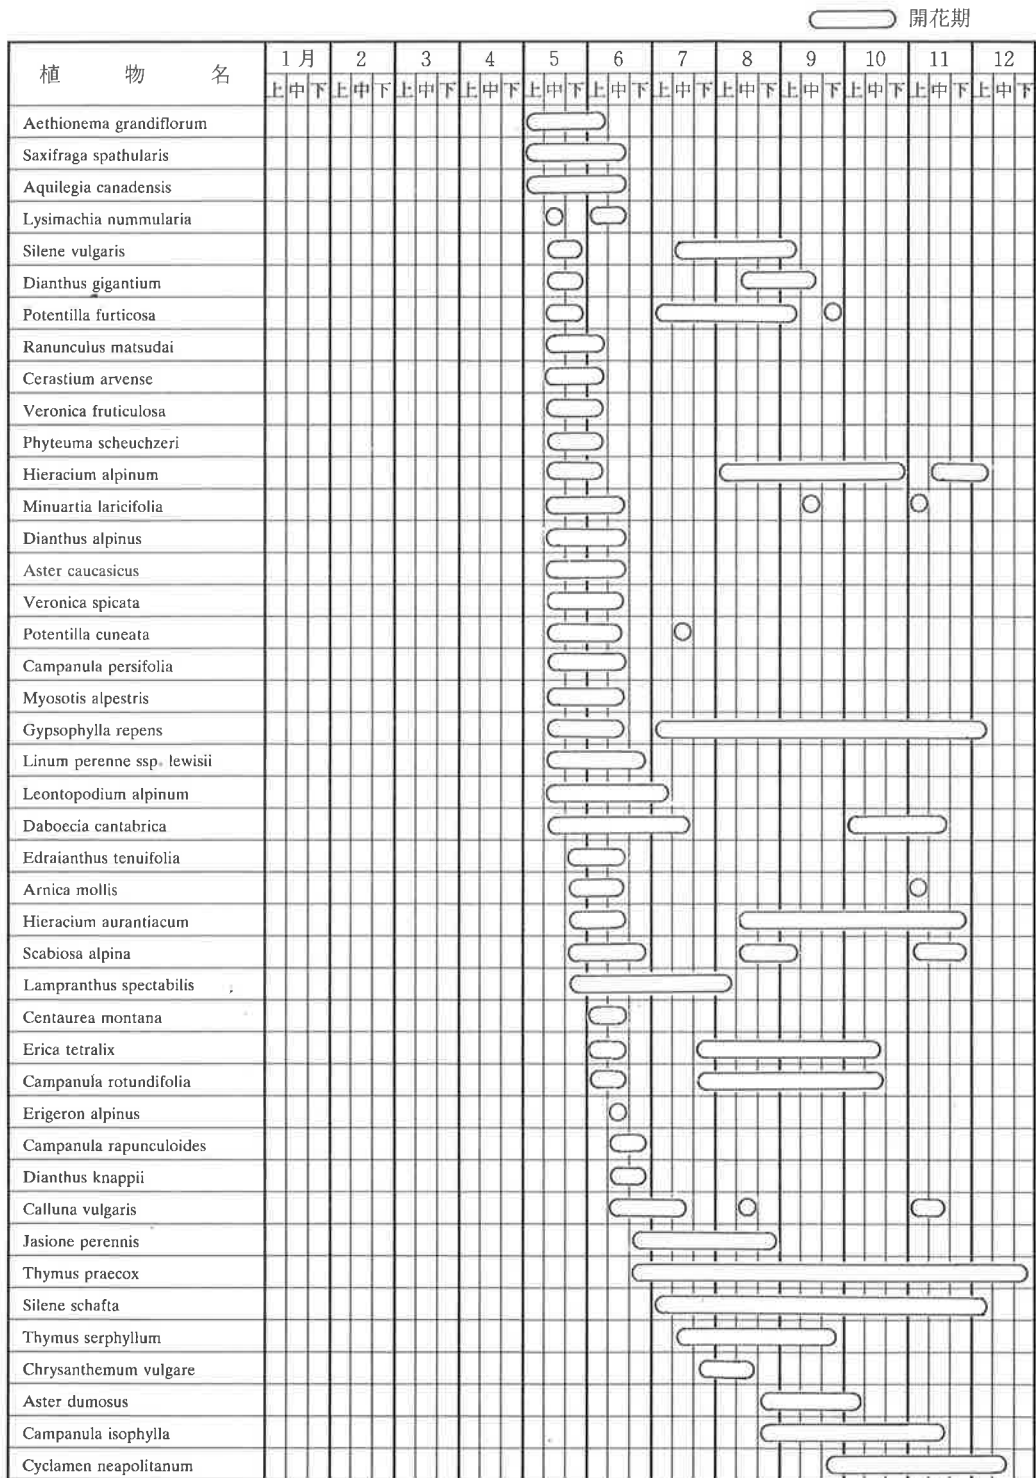 開花期
植物名 1月 2 3 4 5 6 7 8 9 10 11 12
上中下 上中下 上中下 上中下 上中下 上中下 上中下 上中下 上中下 上中下 上中下 上中下
Aethionema grandiflorum
Saxifraga spathularis
Aquilegia canadensis
Lysimachia nummularia
Silene vulgaris
Dianthus gigantium
Potentilla furticosa
Ranunculus matsudai
Cerastium arvense
Veronica fruticulosa
Phyteuma scheuchzeri
Hieracium alpinum
Minuartia laricifolia
Dianthus alpinus
Aster caucasicus
Veronica spicata
Potentilla cuneata
Campanula persifolia
Myosotis alpestris
Gypsophylla repens
Linum perenne ssp. lewisii
Leontopodium alpinum
Daboecia cantabrica
Edraianthus tenuifolia
Arnica mollis
Hieracium aurantiacum
Scabiosa alpina
Lampranthus spectabilis
Centaurea montana
Erica tetralix
Campanula rotundifolia
Erigeron alpinus
Campanula rapunculoides
Dianthus knappii
Calluna vulgaris
Jasione perennis
Thymus praecox
Silene schafta
Thymus serphyllum
Chrysanthemum vulgare
Aster dumosus
Campanula isophylla
Cyclamen neapolitanum